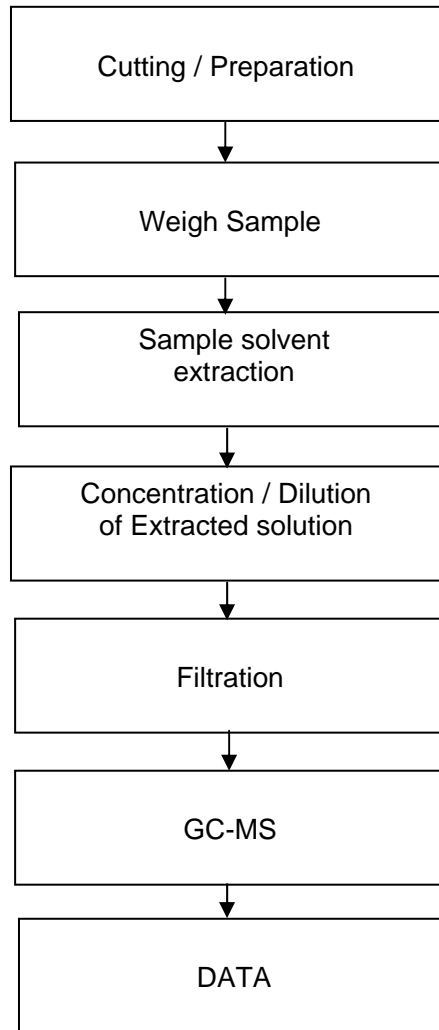 Cutting / Preparation
Weigh Sample
Sample solvent
extraction
Concentration / Dilution
of Extracted solution
Filtration
GC-MS
DATA